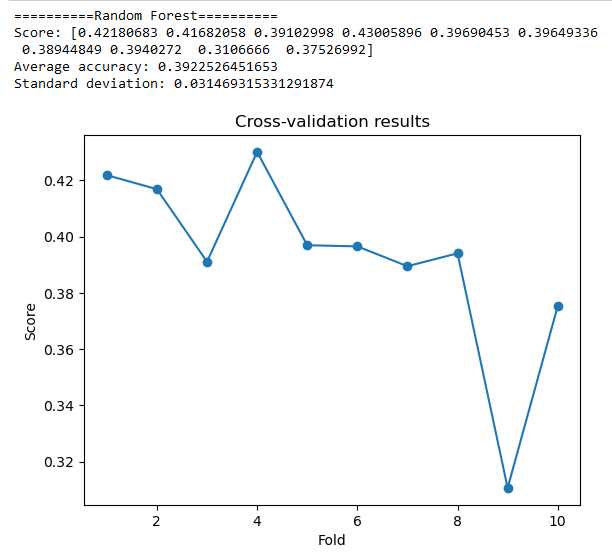 ==========Random Forest==========
Score: [0.42180683 0.41682058 0.39102998 0.43005896 0.39690453 0.39649336
0.38944849 0.3940272  0.3106666  0.37526992]
Average accuracy: 0.3922526451653
Standard deviation: 0.031469315331291874
Cross-validation results
0.42
0.40
0.38
0.36
0.34
0.32
Score
2 4 6 8 10
Fold